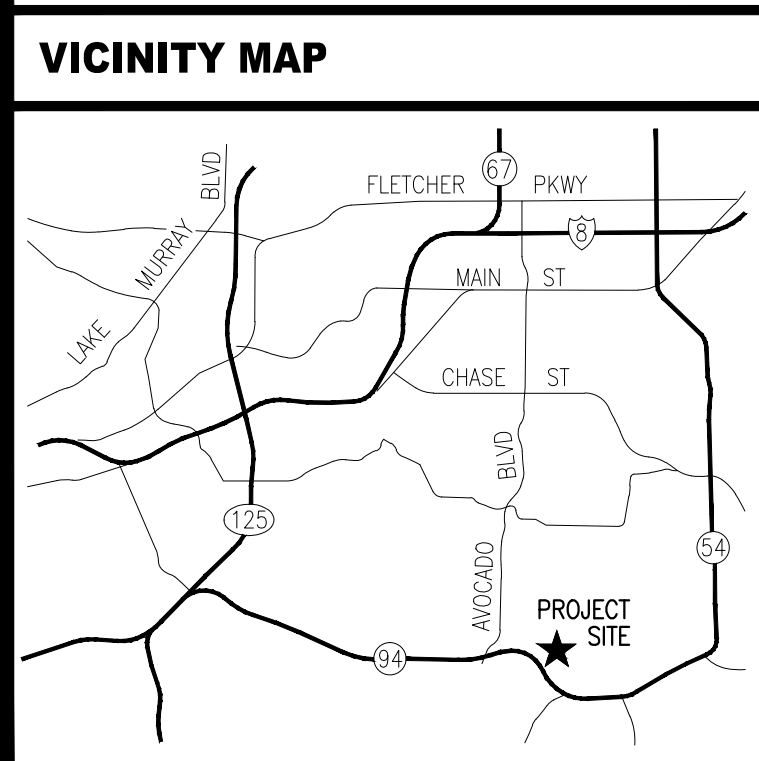 VICINITY MAP
BLVD
67
FLETCHER PKWY
8
MURRAY
MAIN ST
LAKE
CHASE ST
BLVD
125
54
AVOCADO
PROJECT
SITE
94